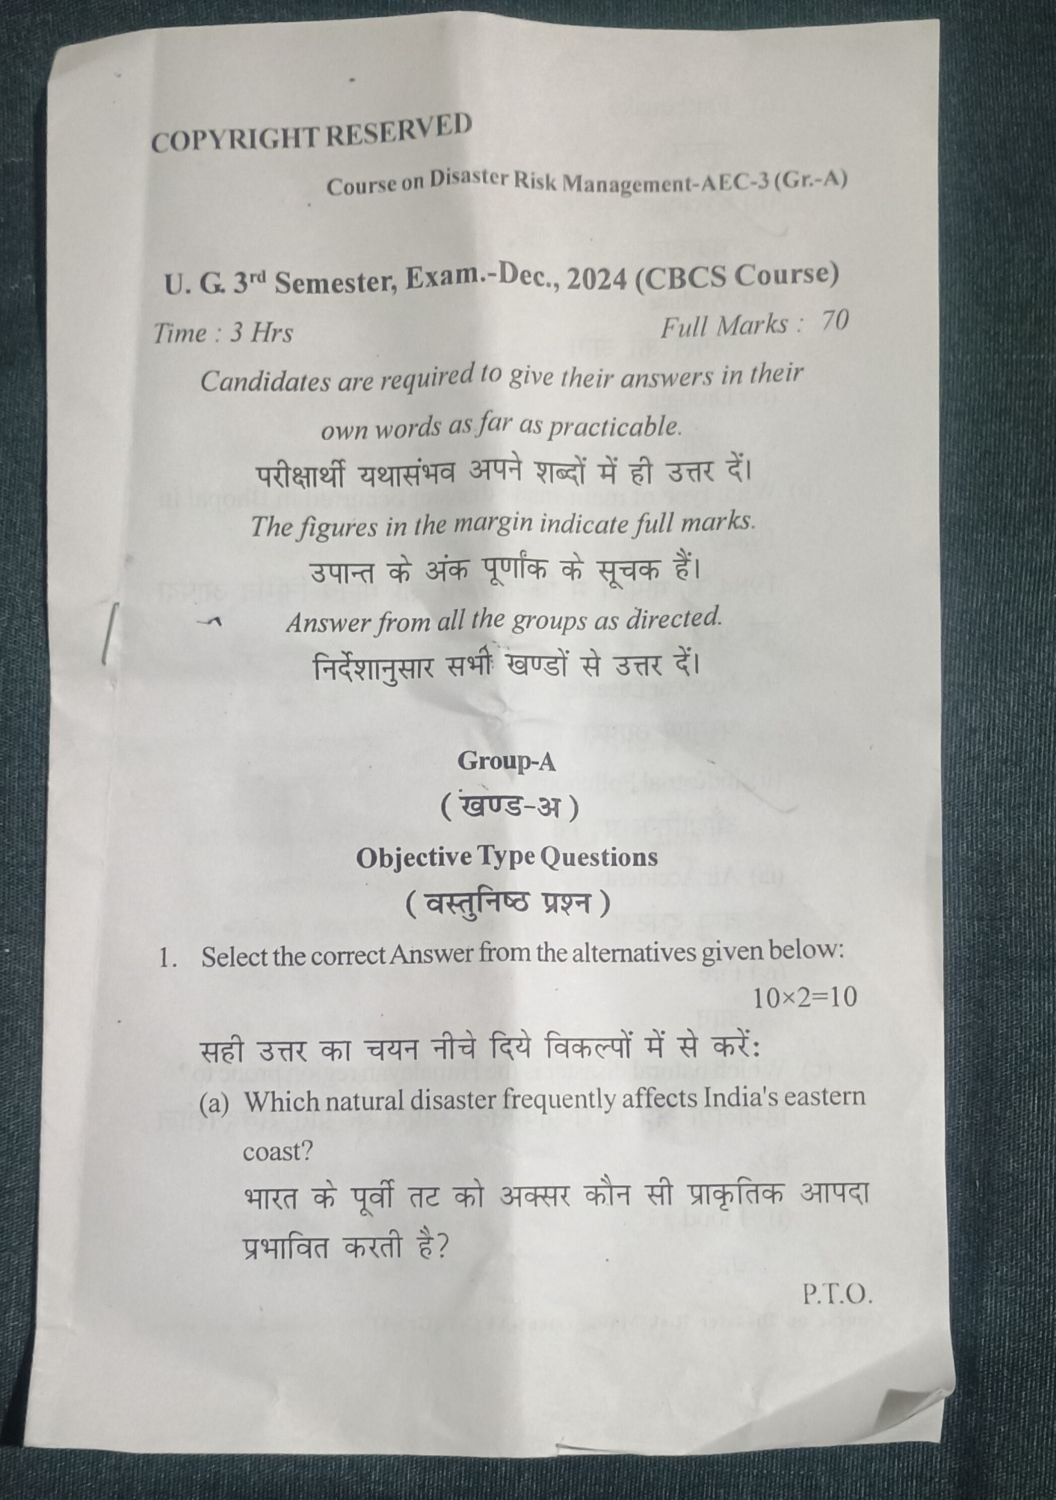 COPYRIGHT RESERVED
Course on Disaster Risk Management-AEC-3 (Gr.-A)
U. G. 3rd Semester, Exam.-Dec., 2024 (CBCS Course)
Time : 3 Hrs Full Marks : 70
Candidates are required to give their answers in their
own words as far as practicable.
परीक्षार्थी यथासंभव अपने शब्दों में ही उत्तर दें।
The figures in the margin indicate full marks.
उपान्त के अंक पूर्णांक के सूचक हैं।
Answer from all the groups as directed.
निर्देशानुसार सभी खण्डों से उत्तर दें।
Group-A
( खण्ड-अ )
Objective Type Questions
( वस्तुनिष्ठ प्रश्न )
1. Select the correct Answer from the alternatives given below:
10×2=10
सही उत्तर का चयन नीचे दिये विकल्पों में से करें:
(a) Which natural disaster frequently affects India's eastern
coast?
भारत के पूर्वी तट को अक्सर कौन सी प्राकृतिक आपदा
प्रभावित करती है?
P.T.O.